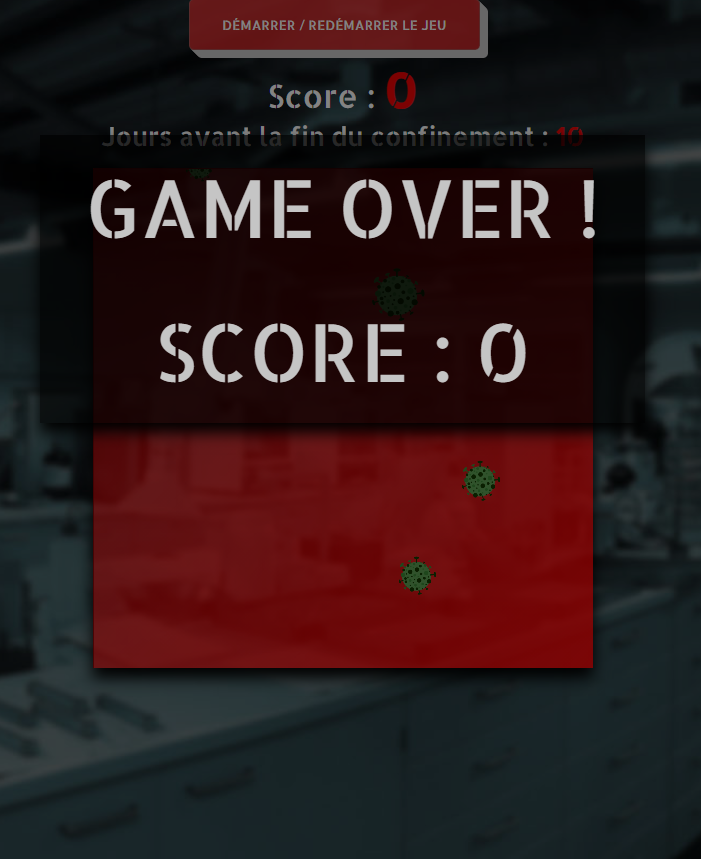 DÉMARRER / REDÉMARRER LE JEU
Score : 0
Jours avant la fin du confinement : 10
GAME OVER !
SCORE : 0